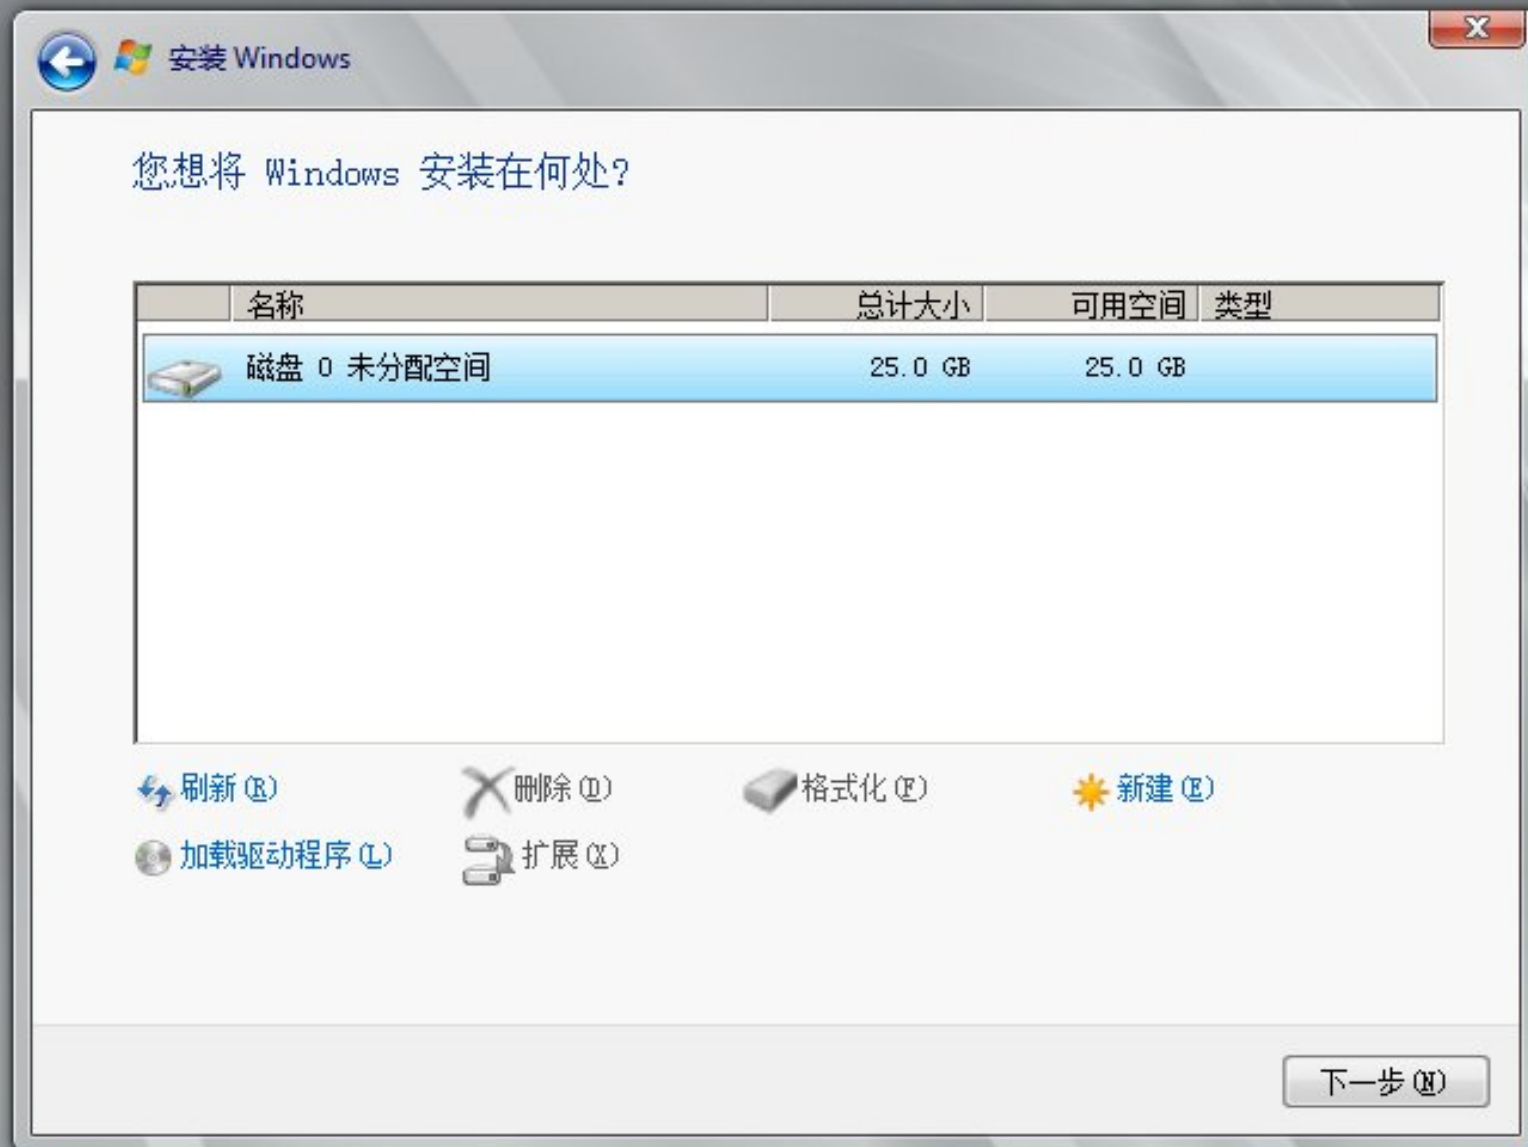 安装 Windows
您想将 Windows 安装在何处?
名称 总计大小 可用空间 类型
磁盘 0 未分配空间 25.0 GB 25.0 GB
刷新(R) 删除(D) 格式化(F) 新建(E)
加载驱动程序(L) 扩展(X)
下一步(N)